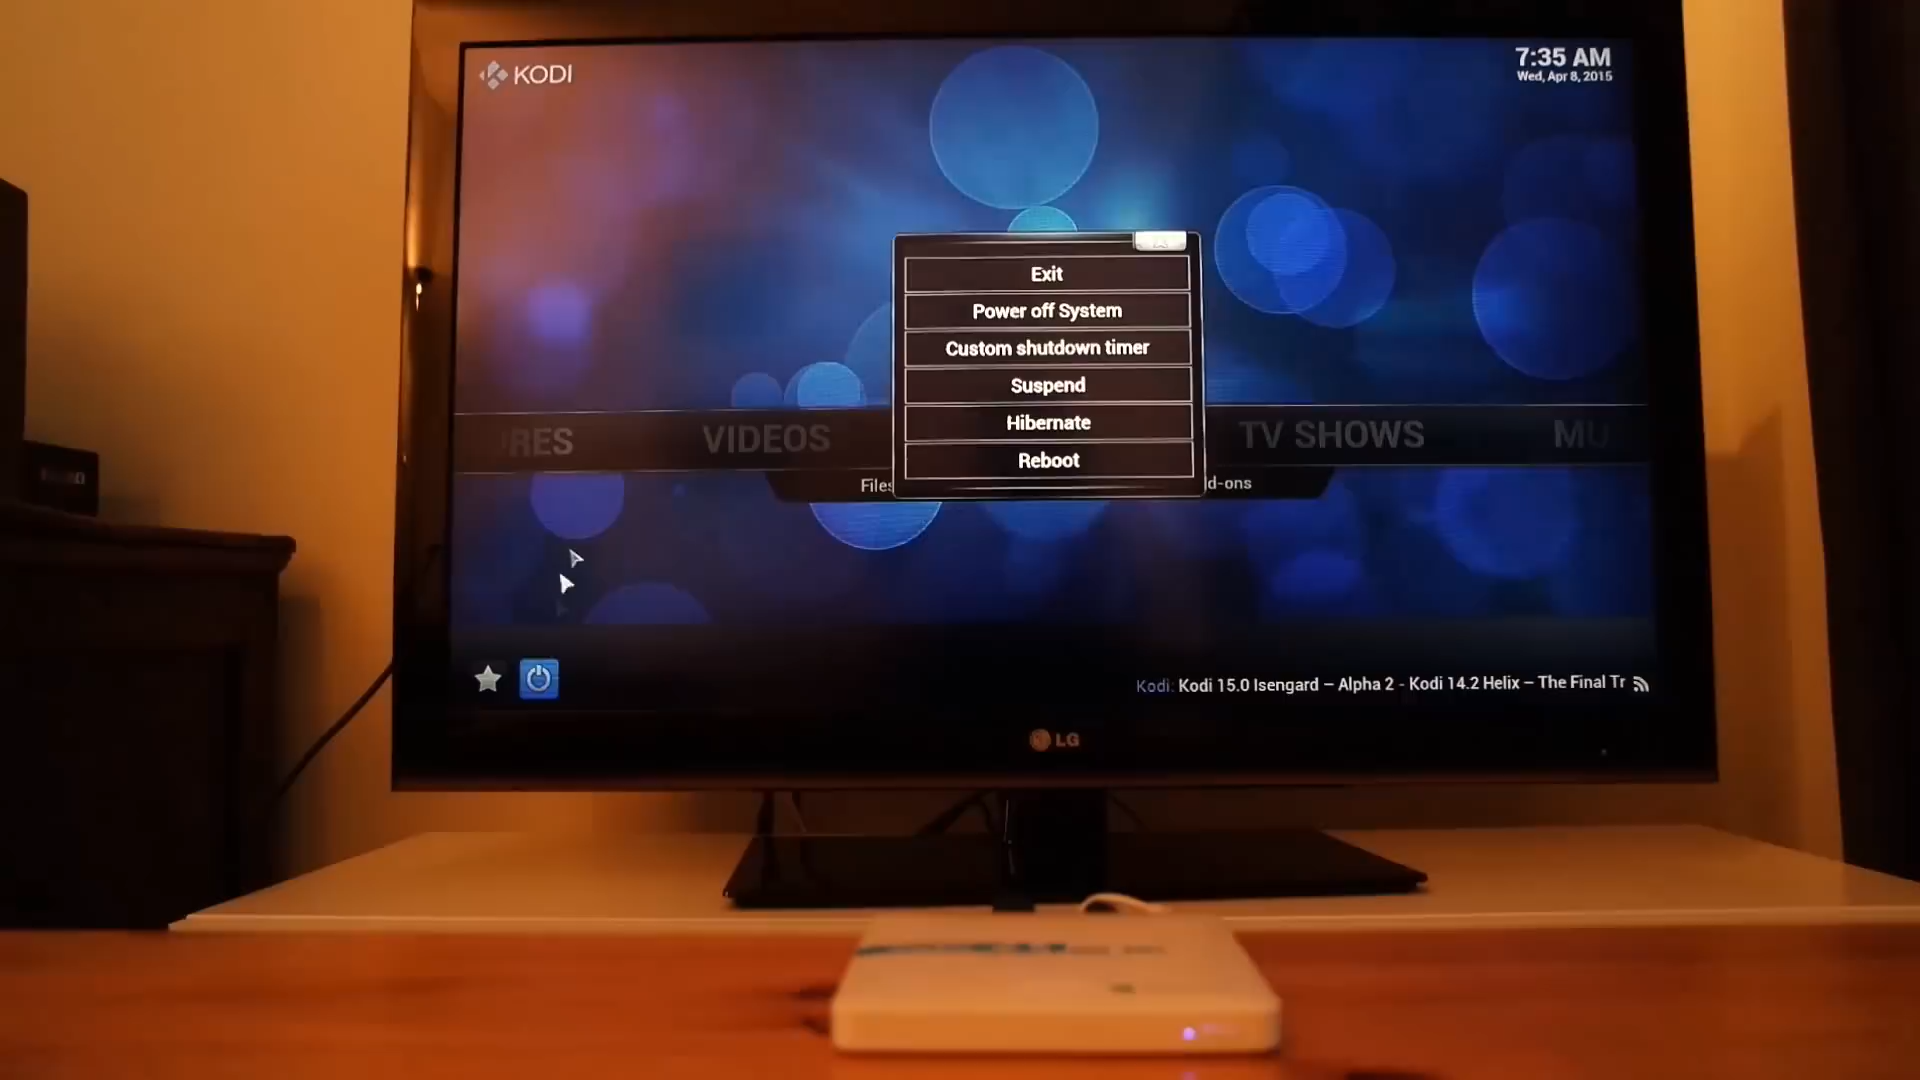 KODI
7:35 AM
Wed, Apr 8, 2015
Exit
Power off System
Custom shutdown timer
Suspend
Hibernate
Reboot
RES
VIDEOS
TV SHOWS
MU
Files
d-ons
Kodi: Kodi 15.0 Isengard – Alpha 2 - Kodi 14.2 Helix – The Final Tr
LG